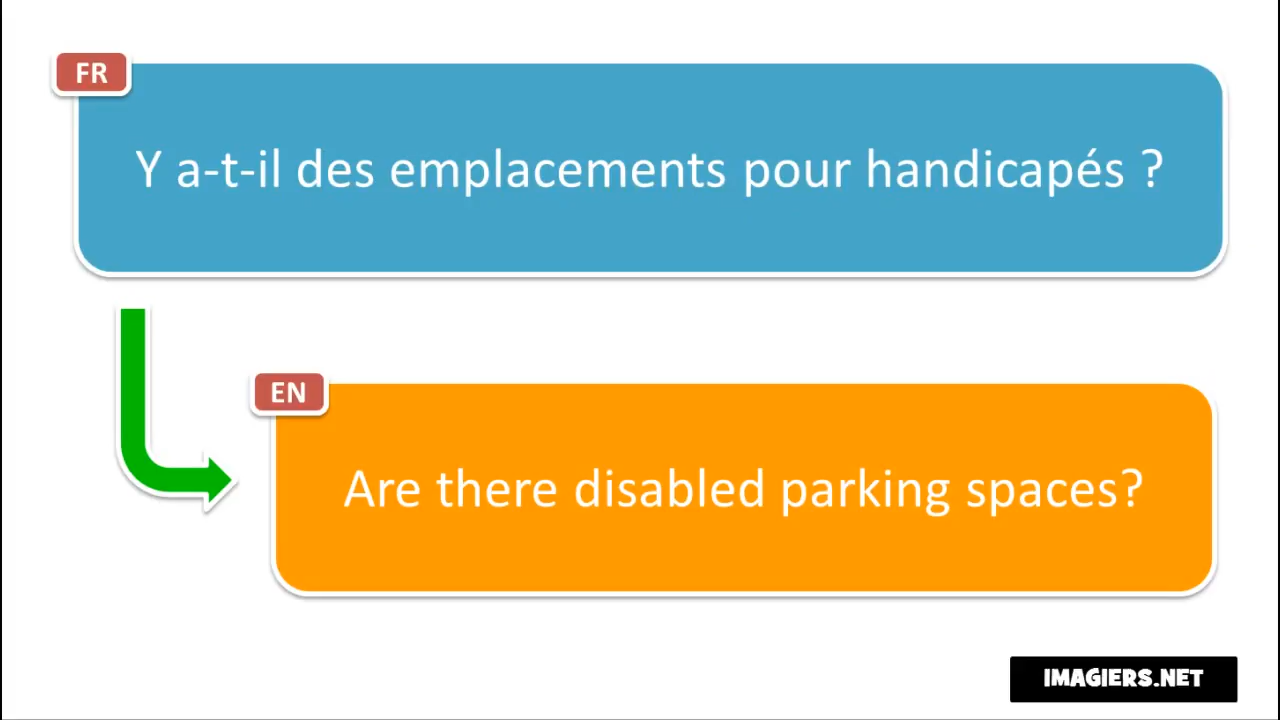 FR
Y a-t-il des emplacements pour handicapés ?
EN
Are there disabled parking spaces?
IMAGIERS.NET